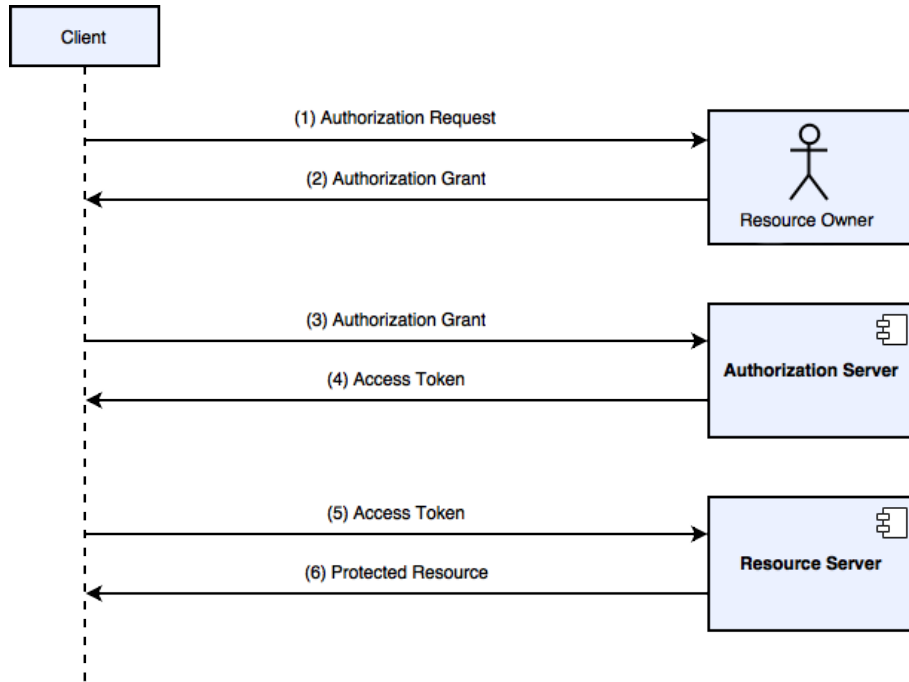 Client
(1) Authorization Request
(2) Authorization Grant
Resource Owner
(3) Authorization Grant
Authorization Server
(4) Access Token
(5) Access Token
Resource Server
(6) Protected Resource